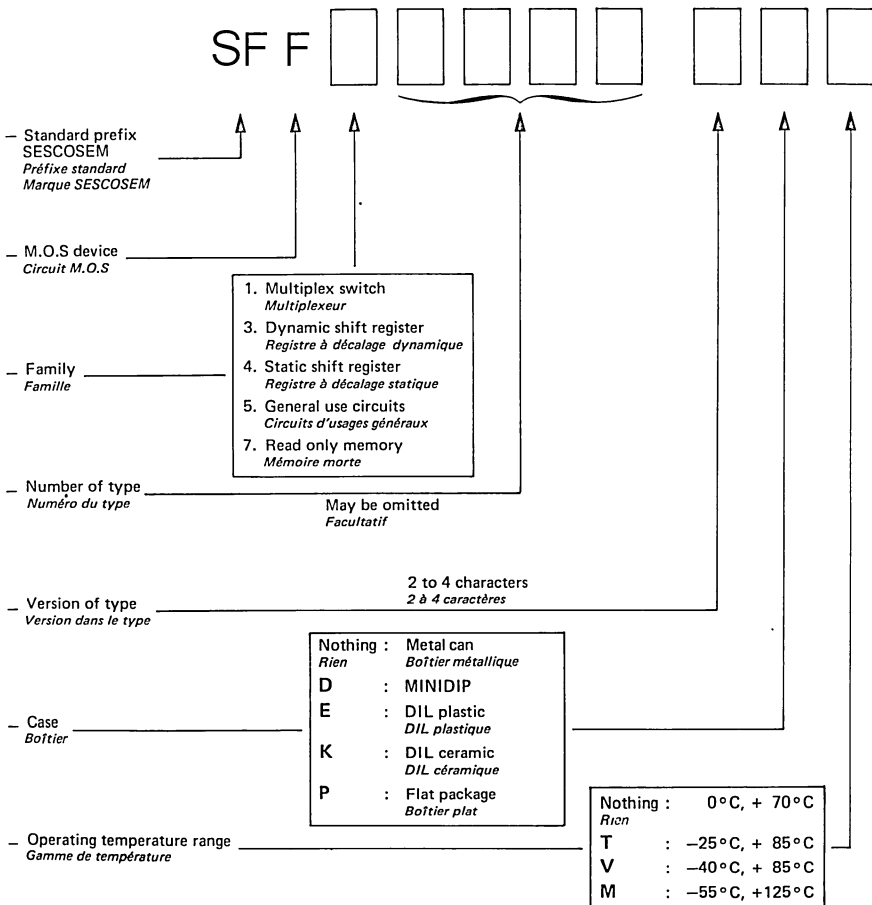 SF F
– Standard prefix
SESCOSEM
Préfixe standard
Marque SESCOSEM
– M.O.S device
Circuit M.O.S
1. Multiplex switch
Multiplexeur
3. Dynamic shift register
Registre à décalage dynamique
4. Static shift register
Registre à décalage statique
5. General use circuits
Circuits d'usages généraux
7. Read only memory
Mémoire morte
– Family
Famille
– Number of type
Numéro du type
May be omitted
Facultatif
2 to 4 characters
2 à 4 caractères
– Version of type
Version dans le type
Nothing : Metal can
Rien Boîtier métallique
D : MINIDIP
E : DIL plastic
DIL plastique
K : DIL ceramic
DIL céramique
P : Flat package
Boîtier plat
– Case
Boîtier
– Operating temperature range
Gamme de température
Nothing : 0°C, + 70°C
Rien
T : –25°C, + 85°C
V : –40°C, + 85°C
M : –55°C, +125°C